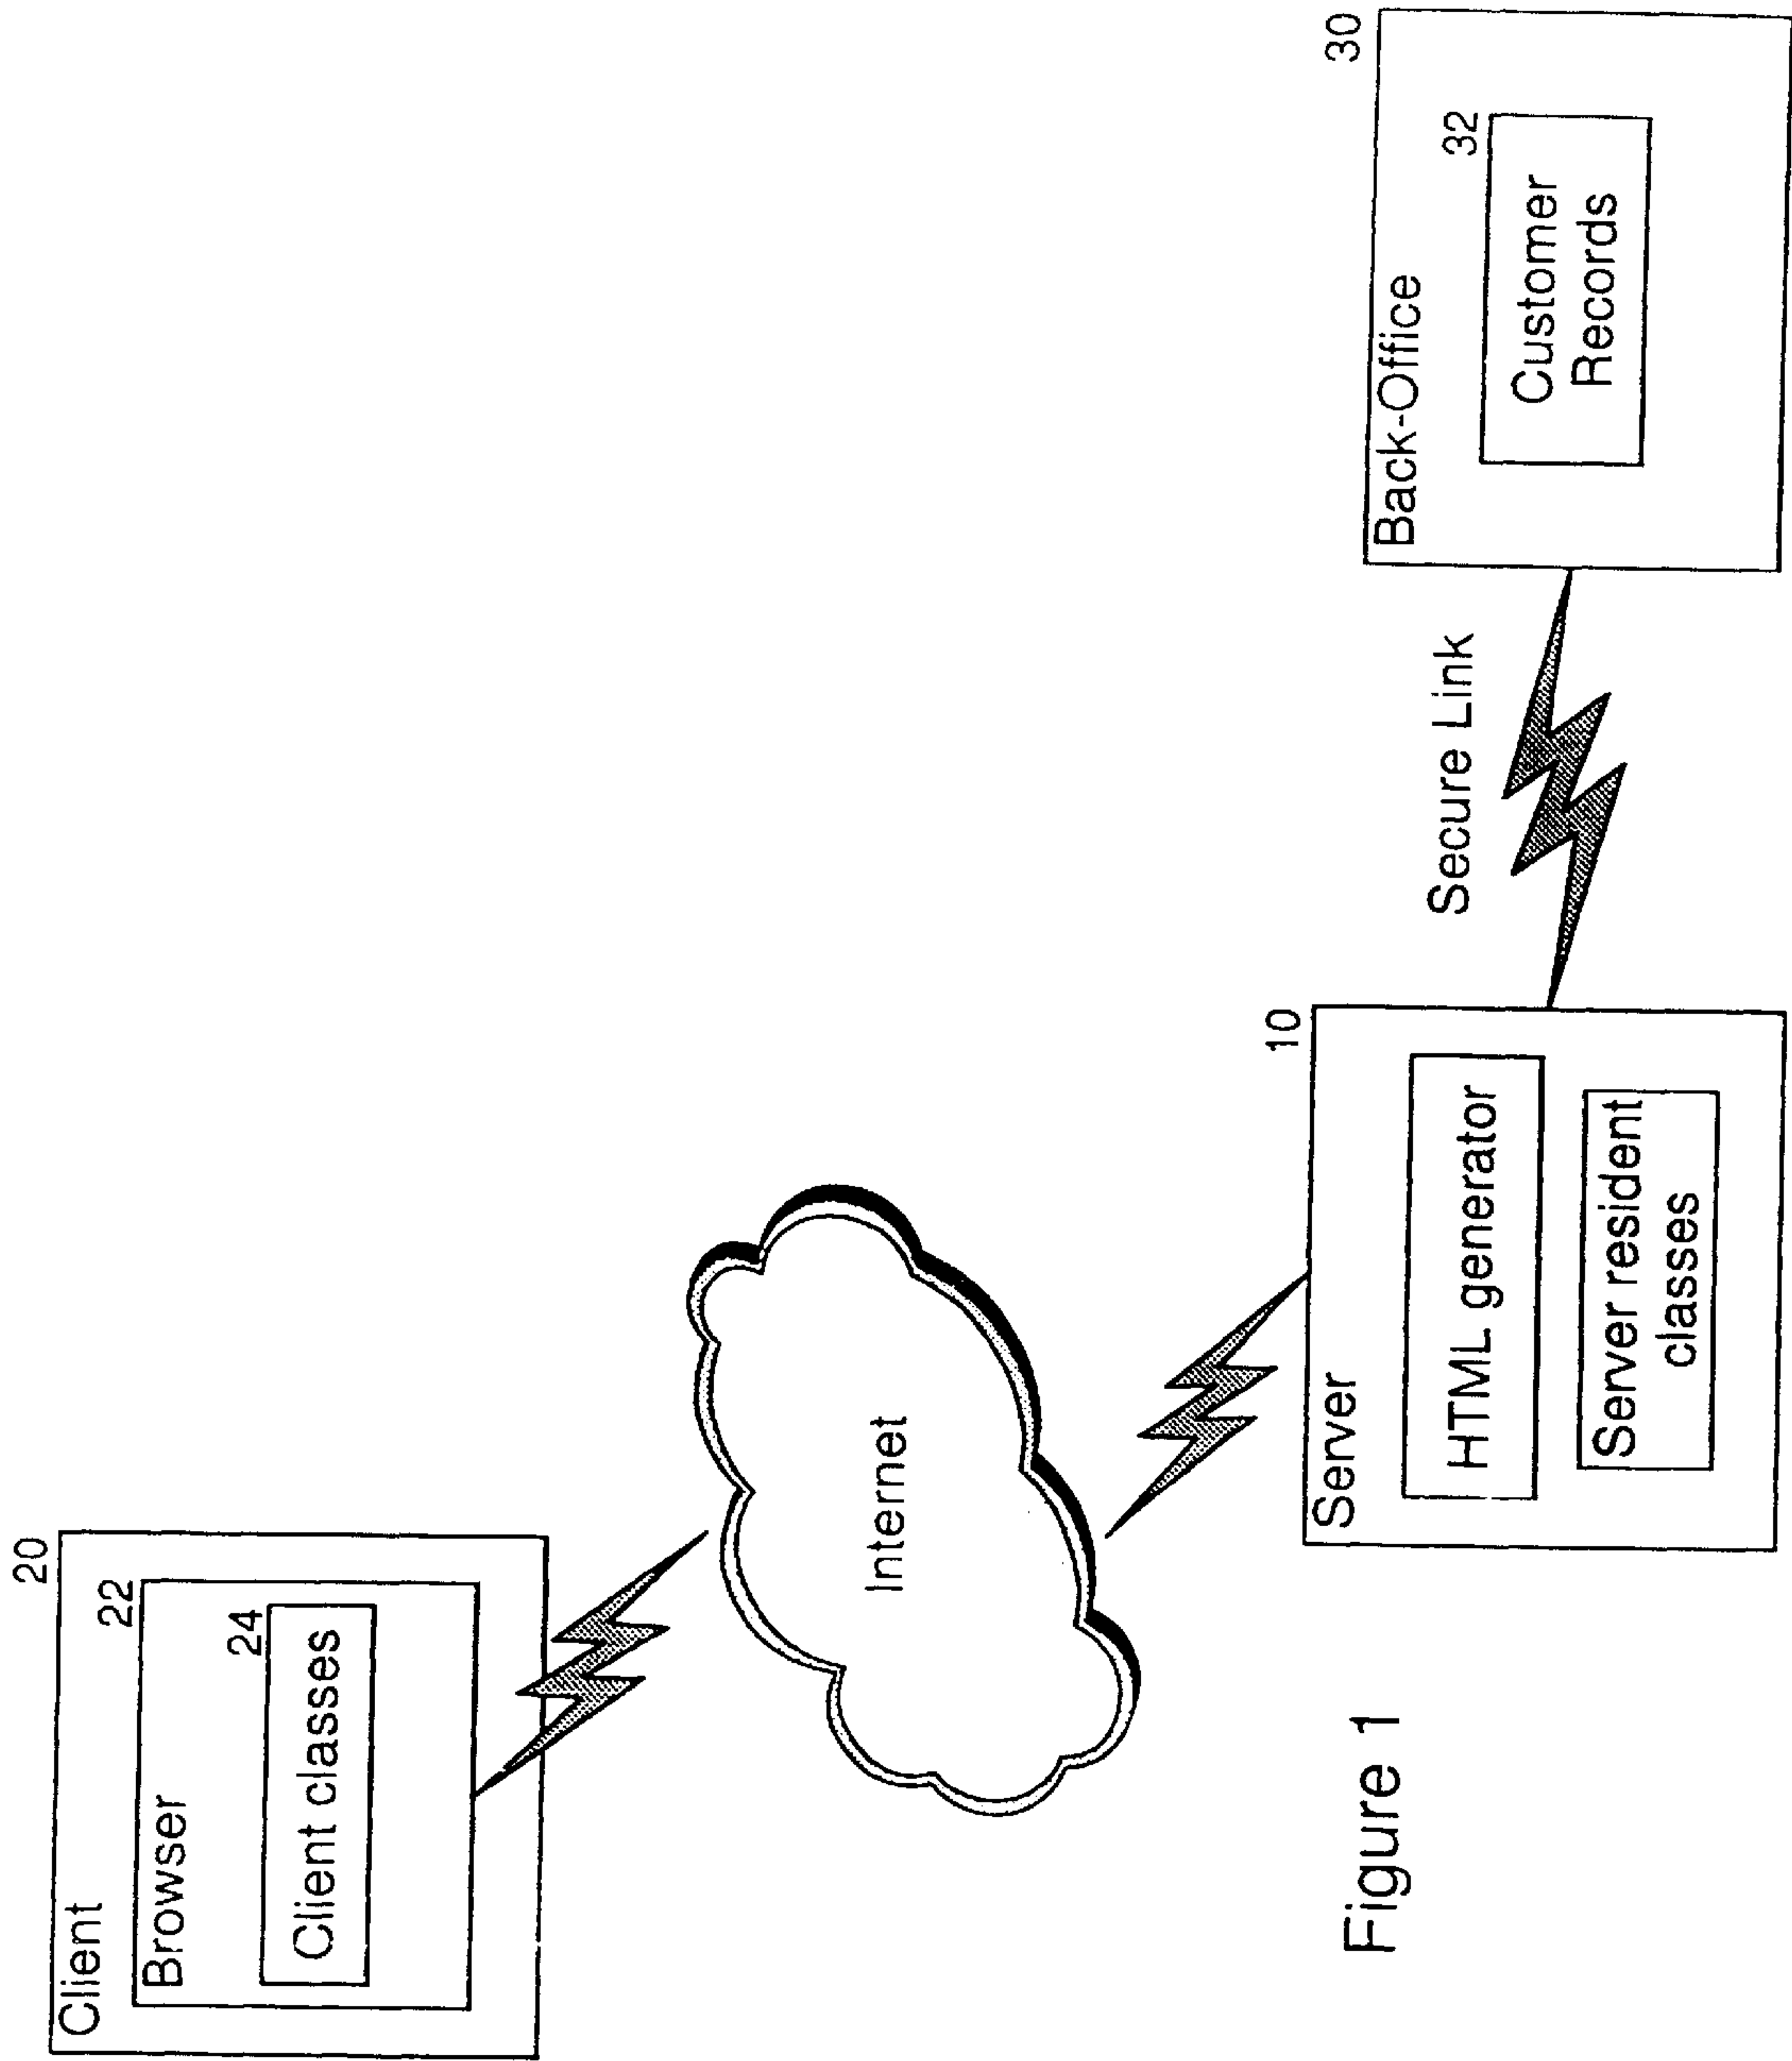 Client
20
Browser
22
Client classes
24
Internet
Server
10
HTML generator
Server resident
classes
Secure Link
Back-Office
30
32
Customer
Records
Figure 1